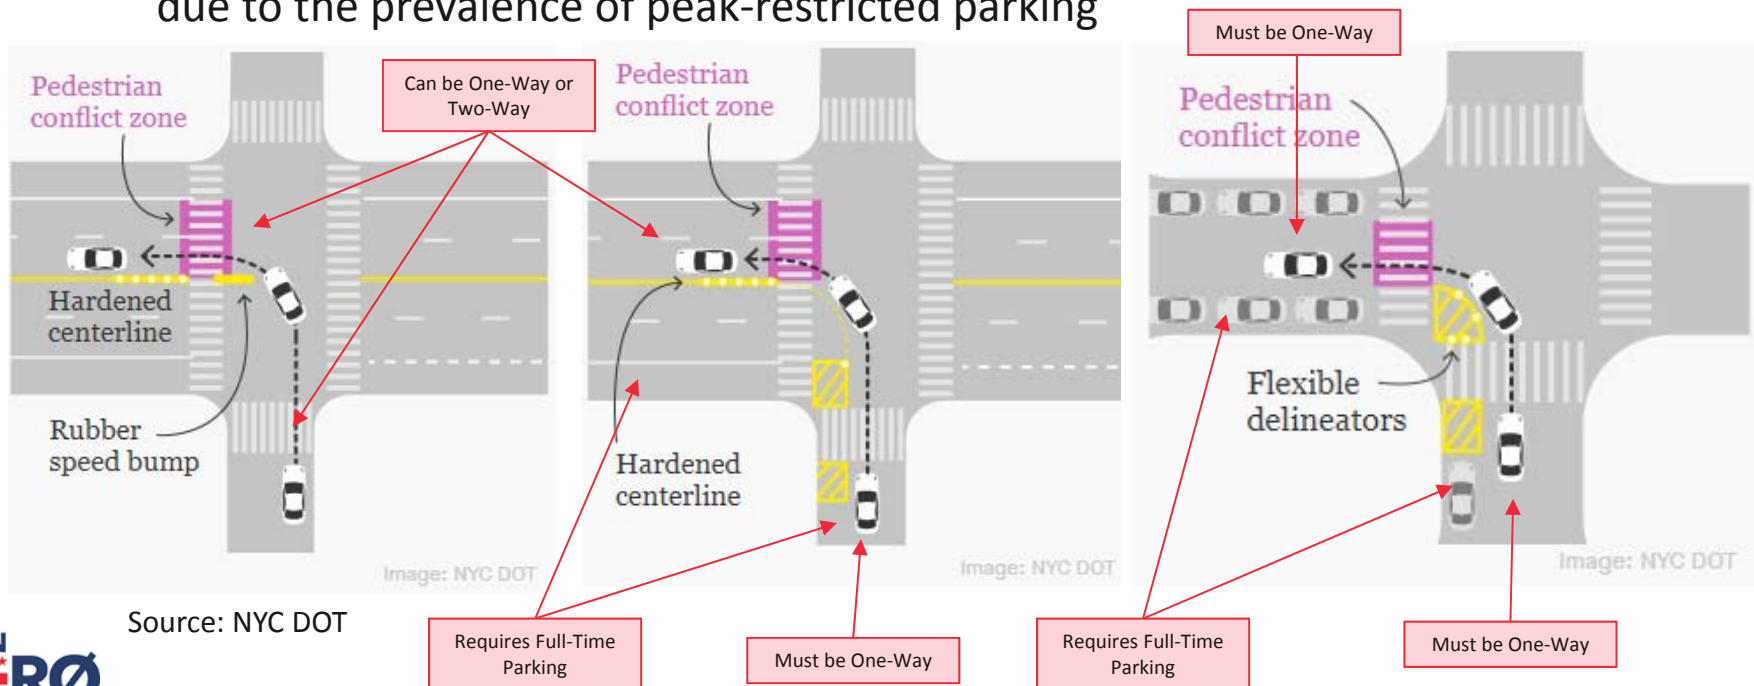 due to the prevalence of peak-restricted parking
Must be One-Way
Pedestrian
conflict zone
Can be One-Way or
Two-Way
Pedestrian
conflict zone
Pedestrian
conflict zone
Hardened
centerline
Rubber
speed bump
Hardened
centerline
Flexible
delineators
Image: NYC DOT
Image: NYC DOT
Image: NYC DOT
Source: NYC DOT
Requires Full-Time
Parking
Must be One-Way
Requires Full-Time
Parking
Must be One-Way